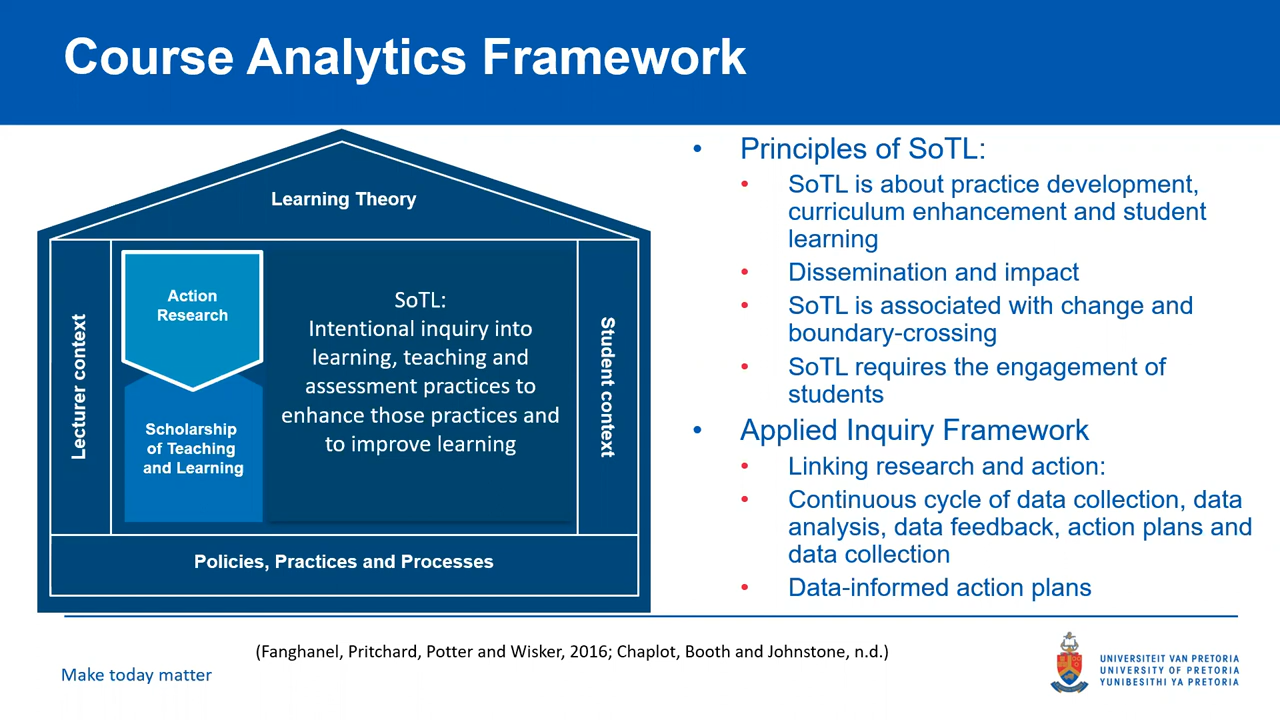 Course Analytics Framework
Learning Theory
Lecturer context
Action
Research
Scholarship
of Teaching
and Learning
SoTL:
Intentional inquiry into
learning, teaching and
assessment practices to
enhance those practices and
to improve learning
Student context
Policies, Practices and Processes
• Principles of SoTL:
• SoTL is about practice development,
curriculum enhancement and student
learning
• Dissemination and impact
• SoTL is associated with change and
boundary-crossing
• SoTL requires the engagement of
students
• Applied Inquiry Framework
• Linking research and action:
• Continuous cycle of data collection, data
analysis, data feedback, action plans and
data collection
• Data-informed action plans
(Fanghanel, Pritchard, Potter and Wisker, 2016; Chaplot, Booth and Johnstone, n.d.)
Make today matter
UNIVERSITEIT VAN PRETORIA
UNIVERSITY OF PRETORIA
YUNIBESITHI YA PRETORIA